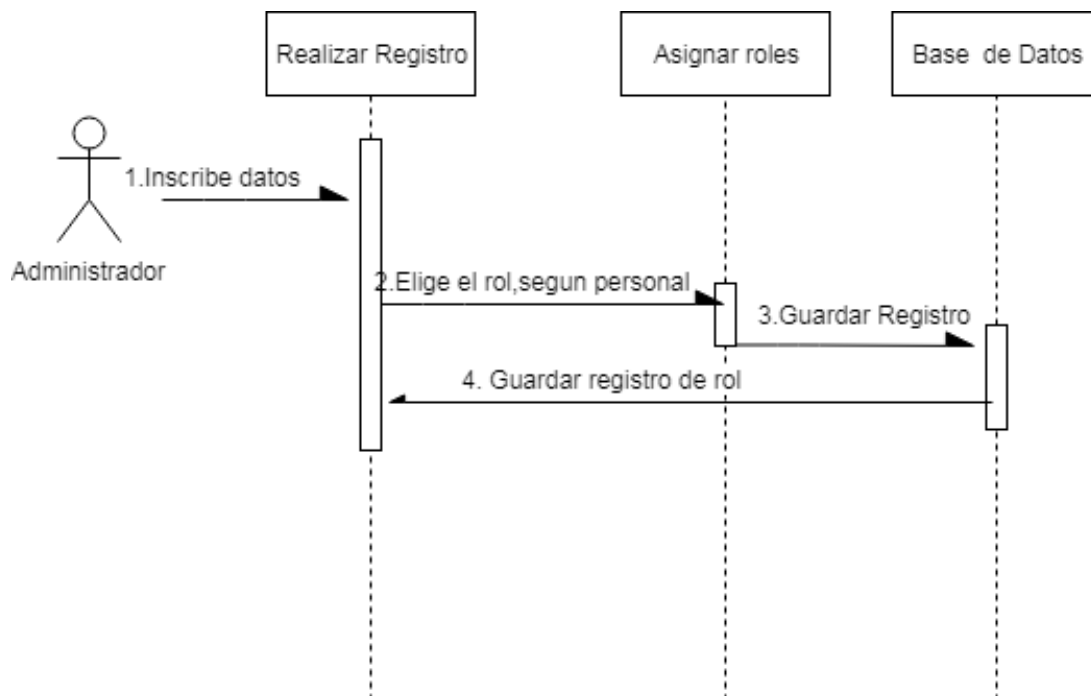 Realizar Registro
Asignar roles
Base de Datos
1.Inscribe datos
Administrador
2.Elige el rol,segun personal
3.Guardar Registro
4. Guardar registro de rol